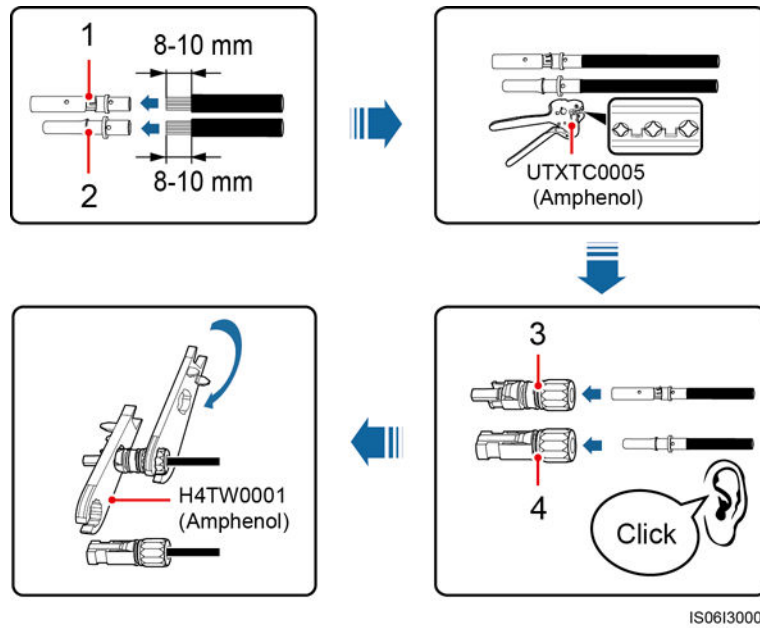 1
8-10 mm
2
8-10 mm
UTXTC0005
(Amphenol)
3
4
Click
H4TW0001
(Amphenol)
IS06I3000